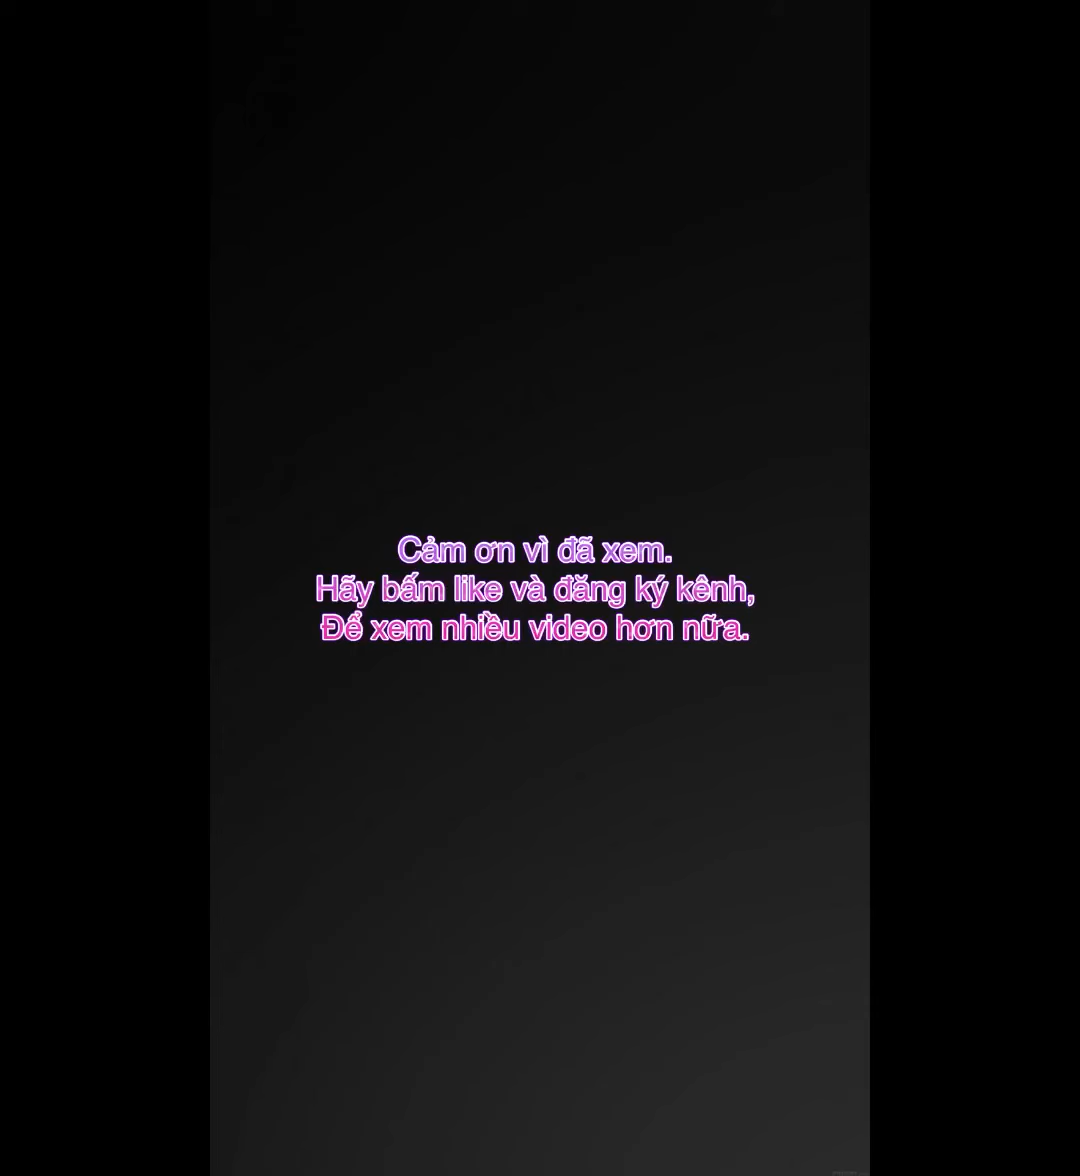 Cảm ơn vì đã xem.
Hãy bấm like và đăng ký kênh,
Để xem nhiều video hơn nữa.